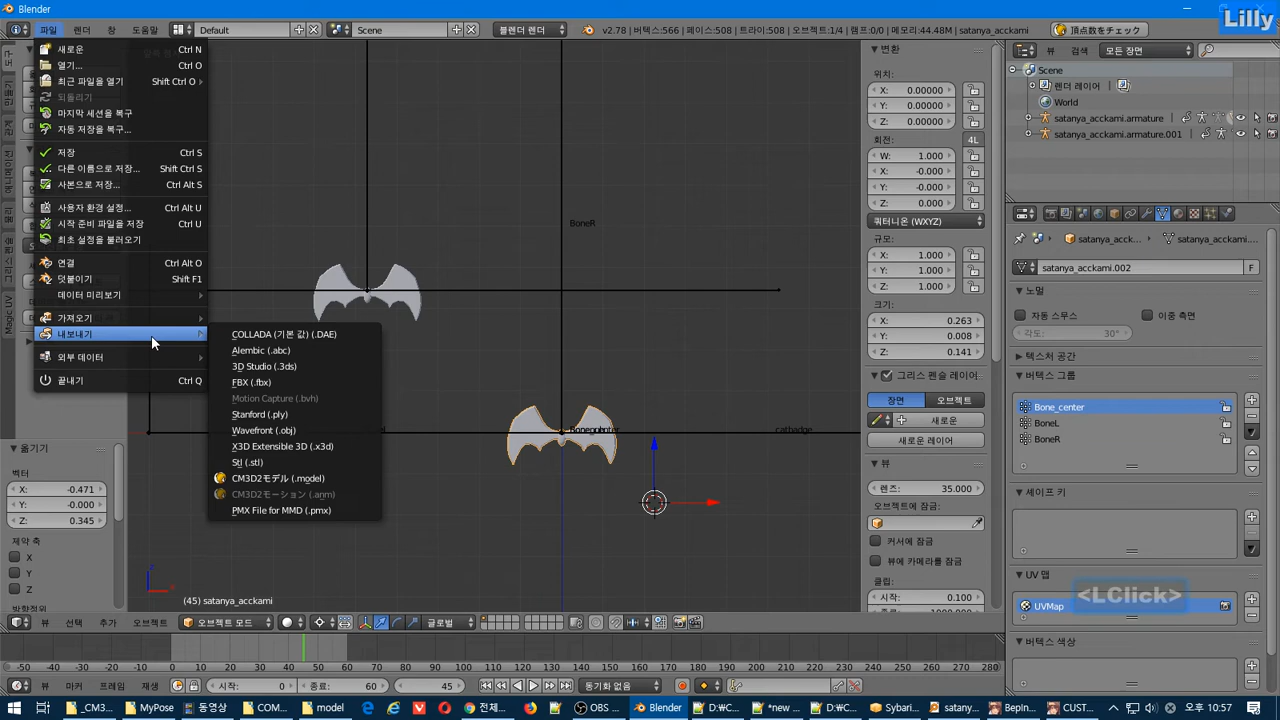 Blender
Lilly
파일
렌더
창
도움말
Default
Scene
블렌더 렌더
v2.78 | 버텍스:566 | 페이스:508 | 트라이:508 | 오브젝트:1/4 | 램프:0/0 | 메모리:44.48M | satanya_acckami
頂点数をチェック
새로운 Ctrl N
열기... Ctrl O
최근 파일을 열기 Shift Ctrl O
되돌리기
마지막 세션을 복구
자동 저장을 복구...
저장 Ctrl S
다른 이름으로 저장... Shift Ctrl S
사본으로 저장... Ctrl Alt S
사용자 환경 설정... Ctrl Alt U
시작 준비 파일을 저장 Ctrl U
최초 설정을 불러오기
연결 Ctrl Alt O
덧붙이기 Shift F1
데이터 미리보기
가져오기
내보내기
외부 데이터
끝내기 Ctrl Q
COLLADA (기본 값) (.DAE)
Alembic (.abc)
3D Studio (.3ds)
FBX (.fbx)
Motion Capture (.bvh)
Stanford (.ply)
Wavefront (.obj)
X3D Extensible 3D (.x3d)
Stl (.stl)
CM3D2モデル (.model)
CM3D2モーション (.anm)
PMX File for MMD (.pmx)
Magic UV
옮기기
벡터
X: -0.471
Y: -0.000
Z: 0.345
제약 축
X
Y
Z
방향정위
BoneR
catbadge
(45) satanya_acckami
변환
위치:
X: 0.00000
Y: 0.00000
Z: 0.00000
회전: 4L
W: 1.000
X: -0.000
Y: -0.000
Z: 0.000
쿼터니온 (WXYZ)
규모:
X: 1.000
Y: 1.000
Z: 1.000
크기:
X: 0.263
Y: 0.008
Z: 0.141
그리스 펜슬 레이어
장면
오브젝트
새로운
새로운 레이어
뷰
렌즈: 35.000
오브젝트에 잠금:
커서에 잠금
뷰에 카메라를 잠금
클립:
시작: 0.100
뷰
검색
모든 장면
Scene
렌더 레이어
World
satanya_acckami.armature
satanya_acckami.armature.001
satanya_acck...
satanya_acckami....
satanya_acckami.002
F
노멀
자동 스무스
이중 측면
각도: 30°
텍스처 공간
버텍스 그룹
Bone_center
BoneL
BoneR
셰이프 키
UV 맵
UVMap
<LClick>
버텍스 색상
뷰
선택
추가
오브젝트
오브젝트 모드
글로벌
-50 -40 -30 -20 -10 0 10 20 30 40 50 60 70 80 90 100 110 120 130 140 150 160 170 180 190 200 210 220 230 240 250 260 270 280
뷰
마커
프레임
재생
시작: 0
종료: 60
45
동기화 없음
_CM3...
MyPose
동영상
COM...
model
전체...
OBS ...
Blender
D:₩C...
*new ...
D:₩C...
Sybari...
satany...
BepIn...
CUST...
오후 10:57